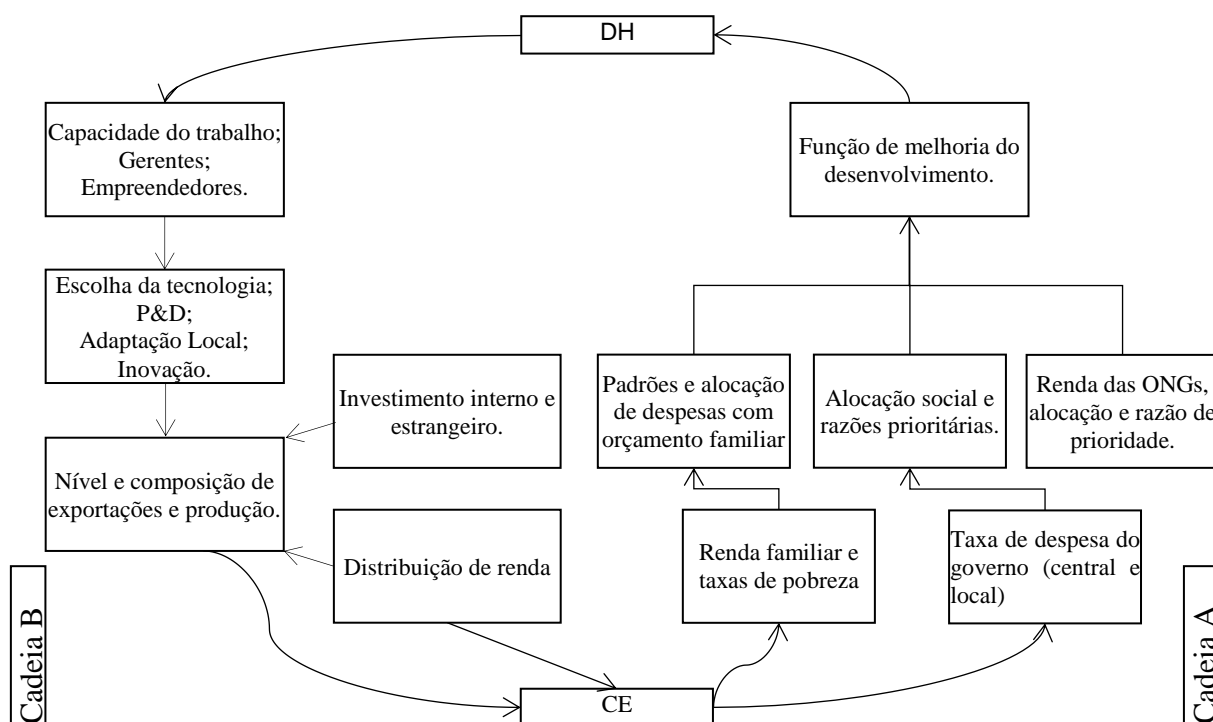 DH
Capacidade do trabalho;
Gerentes;
Empreendedores.
Função de melhoria do
desenvolvimento.
Escolha da tecnologia;
P&D;
Adaptação Local;
Inovação.
Investimento interno e
estrangeiro.
Padrões e alocação
de despesas com
orçamento familiar
Alocação social e
razões prioritárias.
Renda das ONGs,
alocação e razão de
prioridade.
Nível e composição de
exportações e produção.
Distribuição de renda
Renda familiar e
taxas de pobreza
Taxa de despesa do
governo (central e
local)
Cadeia B
Cadeia A
CE